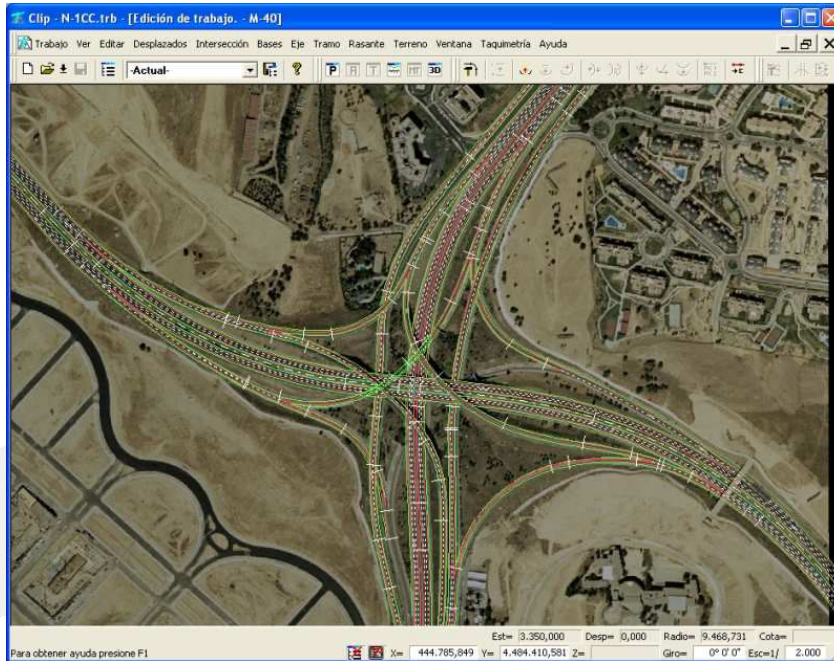 Clip - N-1CC.trb - [Edición de trabajo. - M-40]
Trabajo Ver Editar Desplazados Intersección Bases Eje Tramo Rasante Terreno Ventana Taquimetría Ayuda
-Actual- P 3D
Est= 3.350,000 Desp= 0,000 Radio= 9.468,731 Cota=
Para obtener ayuda presione F1 X= 444.785,849 Y= 4.484.410,581 Z= Giro= 0° 0' 0" Esc=1/ 2.000